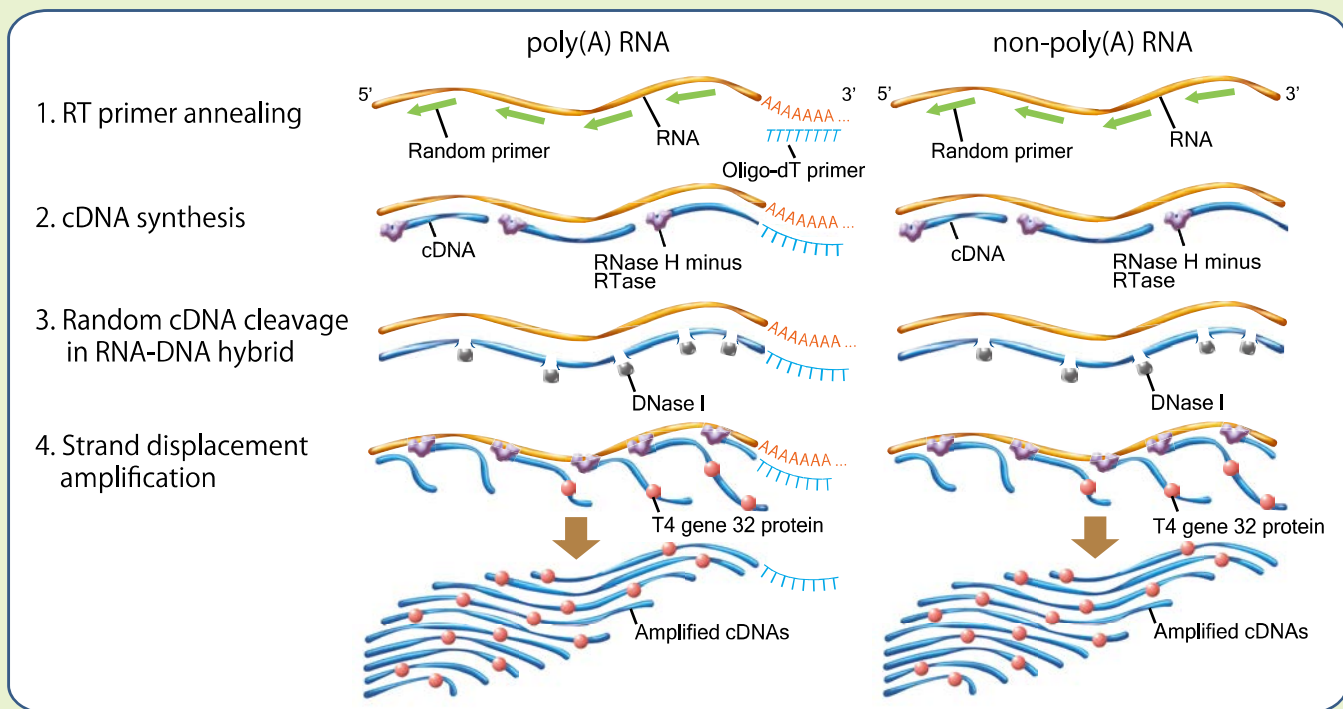 poly(A) RNA
non-poly(A) RNA
1. RT primer annealing
5’
3’
AAAAAAA ...
TTTTTTTT
Random primer
RNA
Oligo-dT primer
5’
3’
Random primer
RNA
2. cDNA synthesis
AAAAAAA ...
cDNA
RNase H minus
RTase
cDNA
RNase H minus
RTase
3. Random cDNA cleavage
in RNA-DNA hybrid
AAAAAAA ...
DNase I
DNase I
4. Strand displacement
amplification
AAAAAAA ...
T4 gene 32 protein
T4 gene 32 protein
Amplified cDNAs
Amplified cDNAs